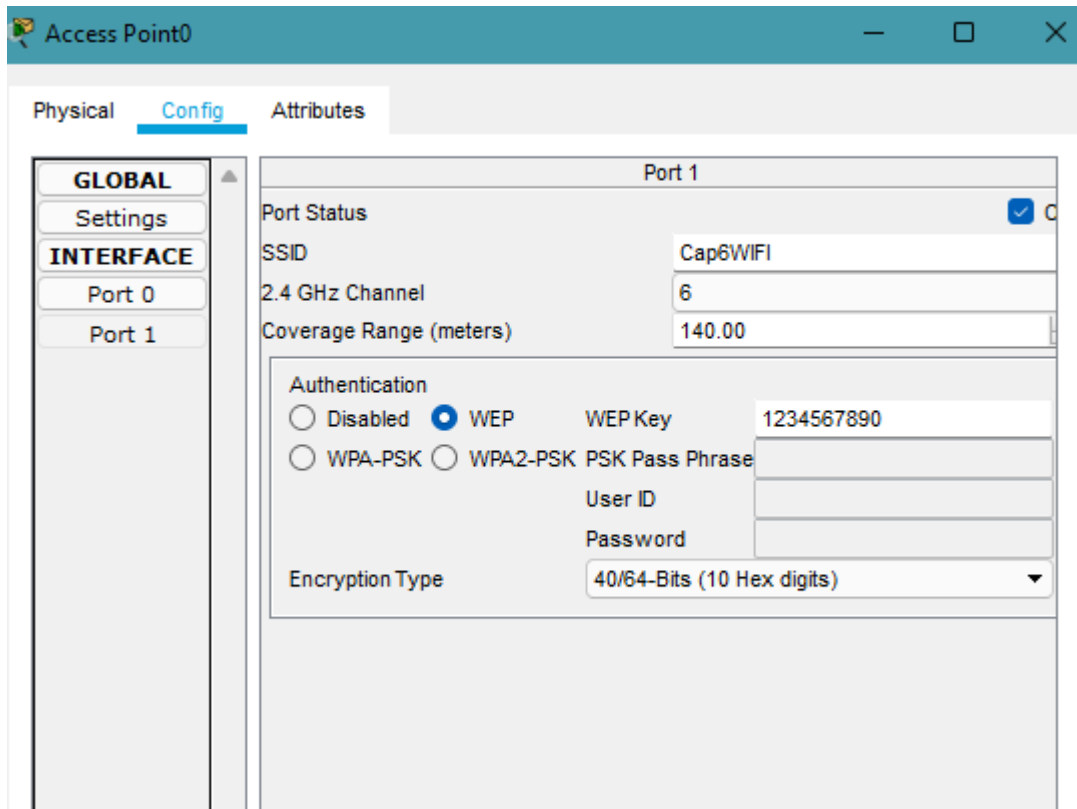 Access Point0
Physical Config Attributes
GLOBAL
Settings
INTERFACE
Port 0
Port 1
Port 1
Port Status
SSID Cap6WIFI
2.4 GHz Channel 6
Coverage Range (meters) 140.00
Authentication
Disabled WEP WEP Key 1234567890
WPA-PSK WPA2-PSK PSK Pass Phrase
User ID
Password
Encryption Type 40/64-Bits (10 Hex digits)